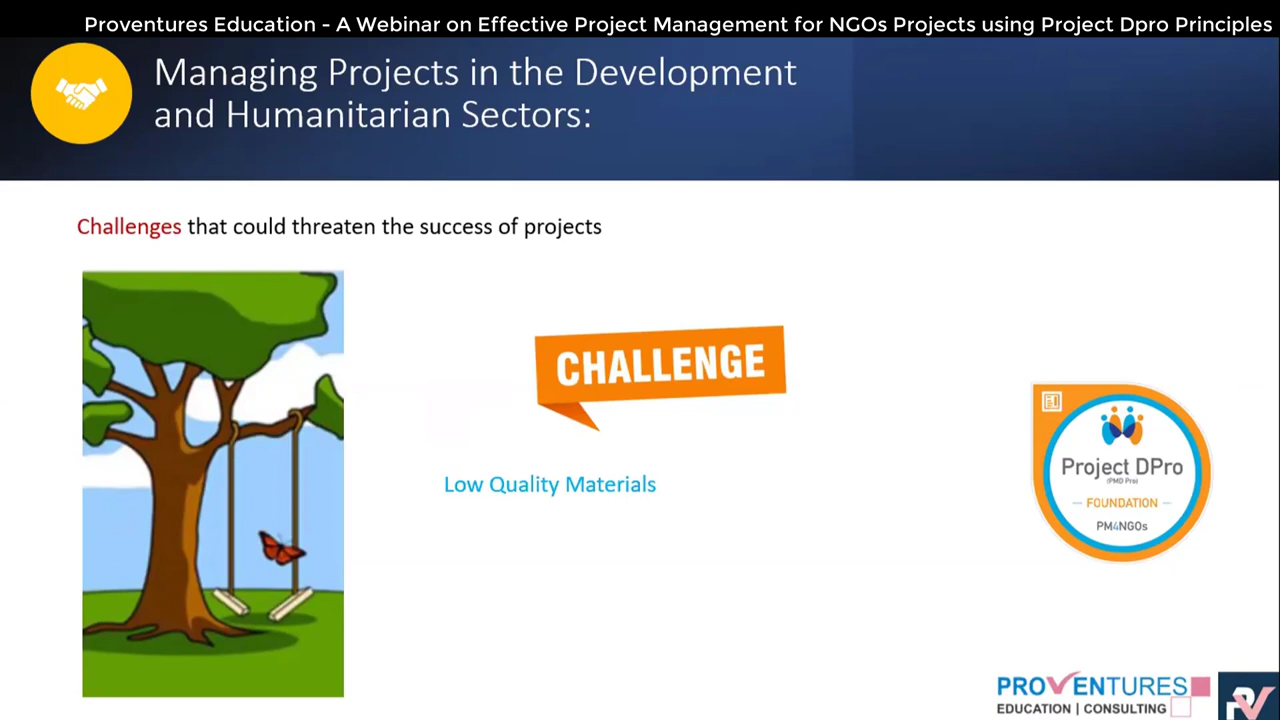 Proventures Education - A Webinar on Effective Project Management for NGOs Projects using Project Dpro Principles
Managing Projects in the Development
and Humanitarian Sectors:
Challenges that could threaten the success of projects
CHALLENGE
Low Quality Materials
Project DPro
(PMD Pro)
FOUNDATION
PM4NGOs
PROVENTURES
EDUCATION | CONSULTING